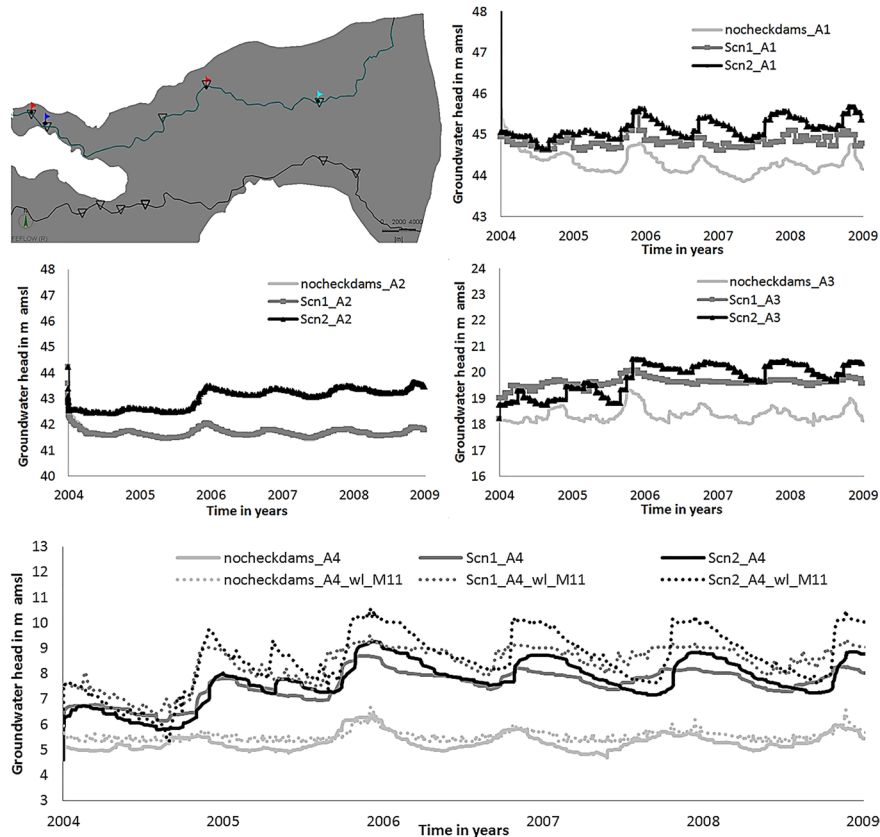 0 2000 4000
[m]
FEFLOW (R)
Groundwater head in m amsl
48
47
46
45
44
43
nocheckdams_A1
Scn1_A1
Scn2_A1
2004 2005 2006 2007 2008 2009
Time in years
Groundwater head in m amsl
48
47
46
45
44
43
42
41
40
nocheckdams_A2
Scn1_A2
Scn2_A2
2004 2005 2006 2007 2008 2009
Time in years
Groundwater head in m amsl
24
23
22
21
20
19
18
17
16
nocheckdams_A3
Scn1_A3
Scn2_A3
2004 2005 2006 2007 2008 2009
Time in years
Groundwater head in m amsl
13
12
11
10
9
8
7
6
5
4
3
nocheckdams_A4 Scn1_A4 Scn2_A4
nocheckdams_A4_wl_M11 Scn1_A4_wl_M11 Scn2_A4_wl_M11
2004 2005 2006 2007 2008 2009
Time in years